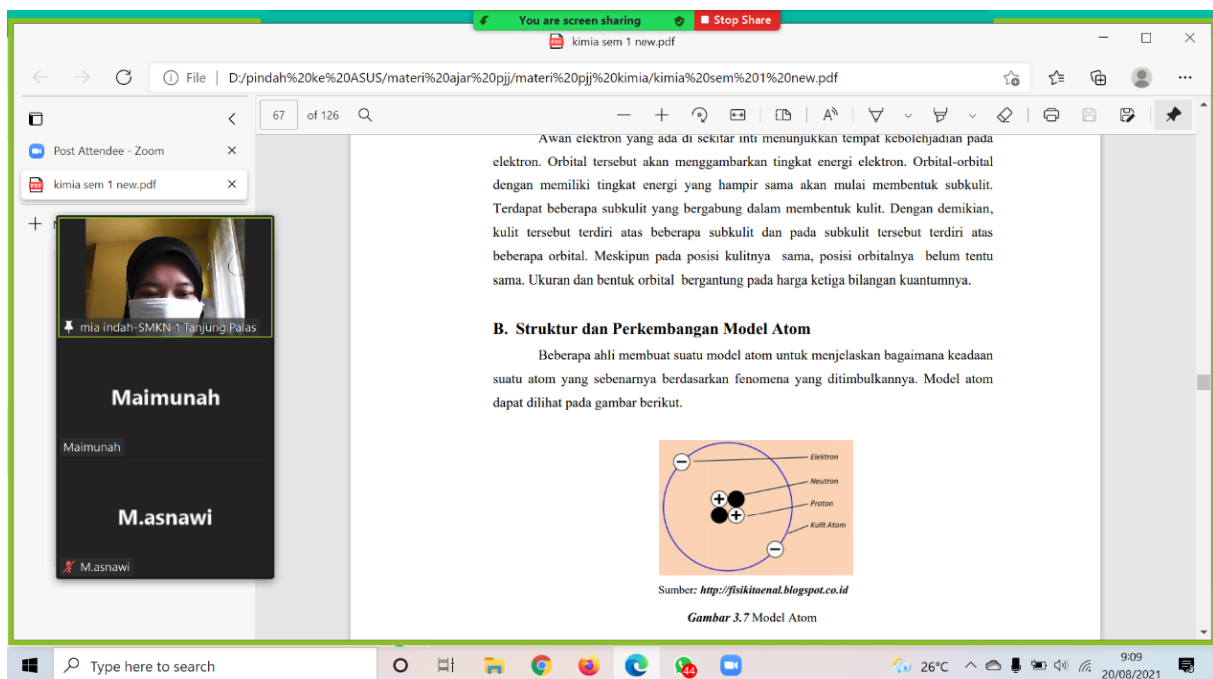 You are screen sharing
Stop Share
kimia sem 1 new.pdf
File | D:/pindah%20ke%20ASUS/materi%20ajar%20pjj/materi%20pjj%20kimia/kimia%20sem%201%20new.pdf
67 of 126
Post Attendee - Zoom
kimia sem 1 new.pdf
mia indah-SMKN 1 Tanjung Palas
Maimunah
Maimunah
M.asnawi
M.asnawi
Awan elektron yang ada di sekitar inti menunjukkan tempat kebolehjadian pada
elektron. Orbital tersebut akan menggambarkan tingkat energi elektron. Orbital-orbital
dengan memiliki tingkat energi yang hampir sama akan mulai membentuk subkulit.
Terdapat beberapa subkulit yang bergabung dalam membentuk kulit. Dengan demikian,
kulit tersebut terdiri atas beberapa subkulit dan pada subkulit tersebut terdiri atas
beberapa orbital. Meskipun pada posisi kulitnya sama, posisi orbitalnya belum tentu
sama. Ukuran dan bentuk orbital bergantung pada harga ketiga bilangan kuantumnya.
B. Struktur dan Perkembangan Model Atom
Beberapa ahli membuat suatu model atom untuk menjelaskan bagaimana keadaan
suatu atom yang sebenarnya berdasarkan fenomena yang ditimbulkannya. Model atom
dapat dilihat pada gambar berikut.
Elektron
Neutron
Proton
Kulit Atom
Sumber: http://fisikitaenal.blogspot.co.id
Gambar 3.7 Model Atom
Type here to search
44
26°C
9:09
20/08/2021